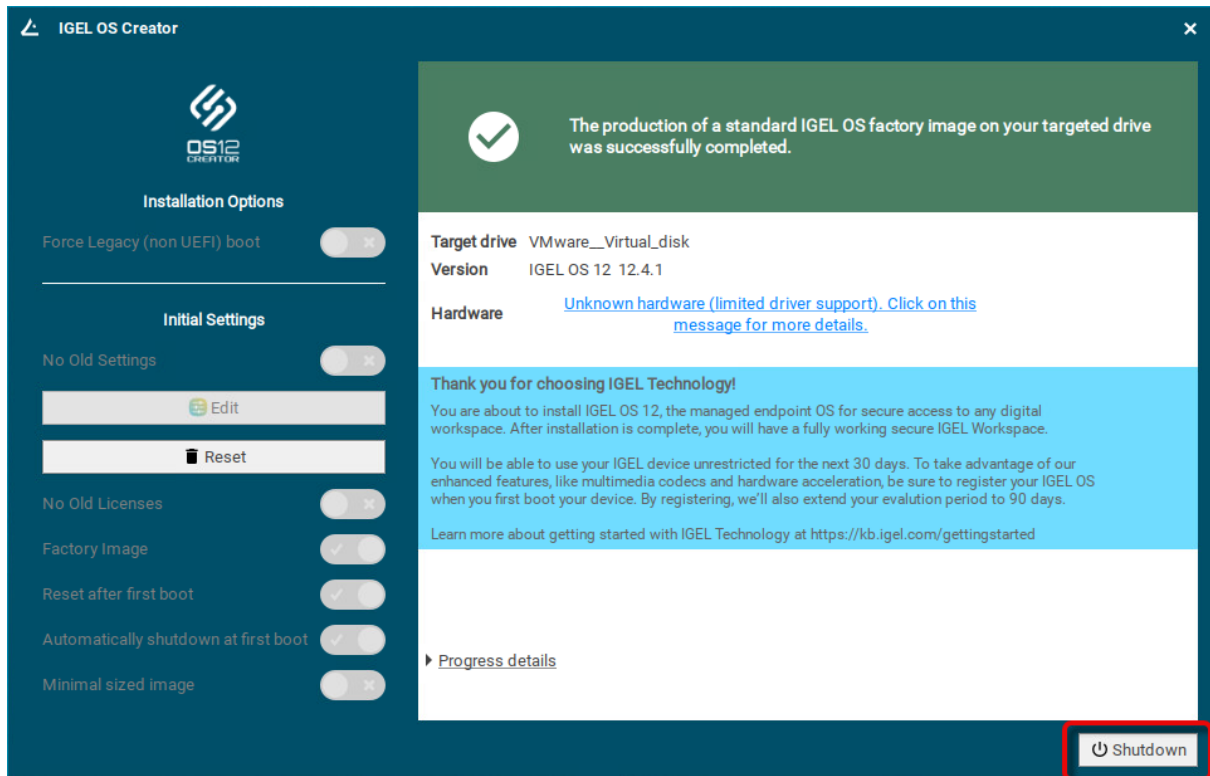 IGEL OS Creator
OS12
CREATOR
Installation Options
Force Legacy (non UEFI) boot
Initial Settings
No Old Settings
Edit
Reset
No Old Licenses
Factory Image
Reset after first boot
Automatically shutdown at first boot
Minimal sized image
The production of a standard IGEL OS factory image on your targeted drive
was successfully completed.
Target drive VMware__Virtual_disk
Version IGEL OS 12 12.4.1
Hardware Unknown hardware (limited driver support). Click on this
message for more details.
Thank you for choosing IGEL Technology!
You are about to install IGEL OS 12, the managed endpoint OS for secure access to any digital
workspace. After installation is complete, you will have a fully working secure IGEL Workspace.
You will be able to use your IGEL device unrestricted for the next 30 days. To take advantage of our
enhanced features, like multimedia codecs and hardware acceleration, be sure to register your IGEL OS
when you first boot your device. By registering, we'll also extend your evalution period to 90 days.
Learn more about getting started with IGEL Technology at https://kb.igel.com/gettingstarted
Progress details
Shutdown